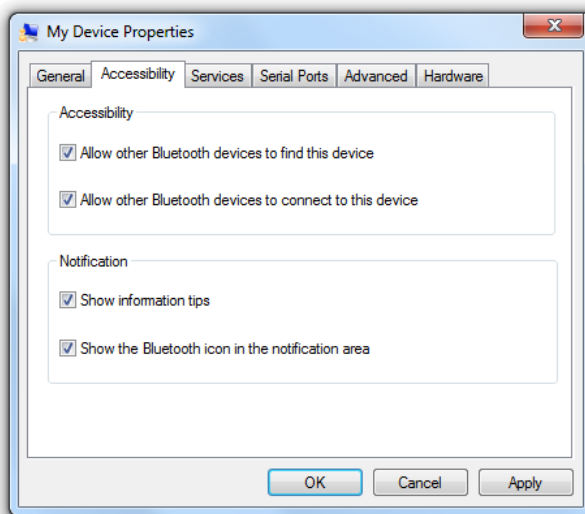 My Device Properties
General Accessibility Services Serial Ports Advanced Hardware
Accessibility
Allow other Bluetooth devices to find this device
Allow other Bluetooth devices to connect to this device
Notification
Show information tips
Show the Bluetooth icon in the notification area
OK Cancel Apply